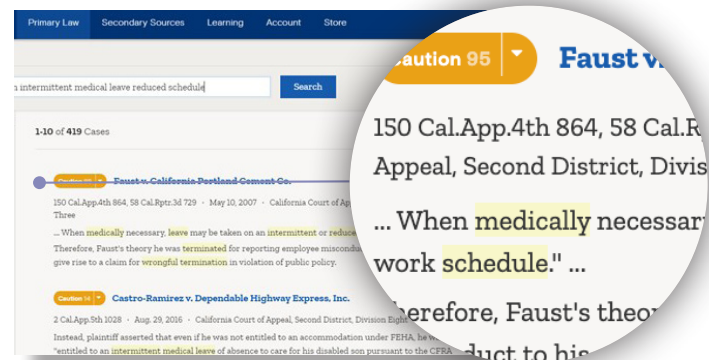 Primary Law Secondary Sources Learning Account Store
intermittent medical leave reduced schedule Search
1-10 of 419 Cases
Faust v. California Portland Cement Co.
150 Cal.App.4th 864, 58 Cal.Rptr.3d 729 · May 10, 2007 · California Court of Ap
Three
... When medically necessary, leave may be taken on an intermittent or reduce
Therefore, Faust's theory he was terminated for reporting employee miscondu
give rise to a claim for wrongful termination in violation of public policy.
Caution 14 Castro-Ramirez v. Dependable Highway Express, Inc.
2 Cal.App.5th 1028 · Aug. 29, 2016 · California Court of Appeal, Second District, Division Eight
Instead, plaintiff asserted that even if he was not entitled to an accommodation under FEHA, he w
"entitled to an intermittent medical leave of absence to care for his disabled son pursuant to the CFRA
Caution 95 Faust v.
150 Cal.App.4th 864, 58 Cal.R
Appeal, Second District, Divis
... When medically necessar
work schedule." ...
herefore, Faust's theor
duct to his